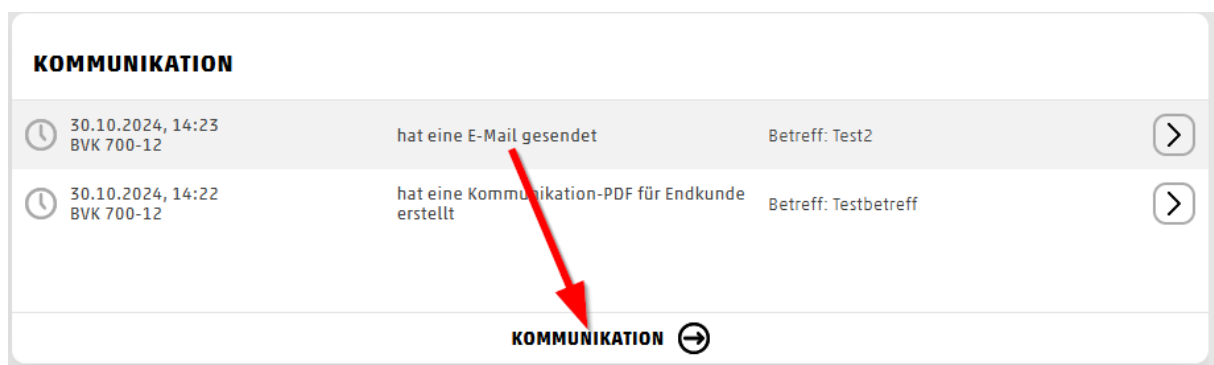 KOMMUNIKATION
30.10.2024, 14:23
BVK 700-12
hat eine E-Mail gesendet
Betreff: Test2
30.10.2024, 14:22
BVK 700-12
hat eine Kommunikation-PDF für Endkunde
erstellt
Betreff: Testbetreff
KOMMUNIKATION